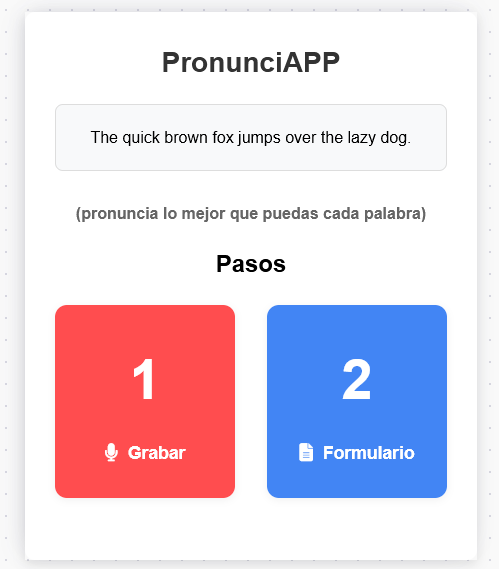 PronunciAPP
The quick brown fox jumps over the lazy dog.
(pronuncia lo mejor que puedas cada palabra)
Pasos
1
Grabar
2
Formulario